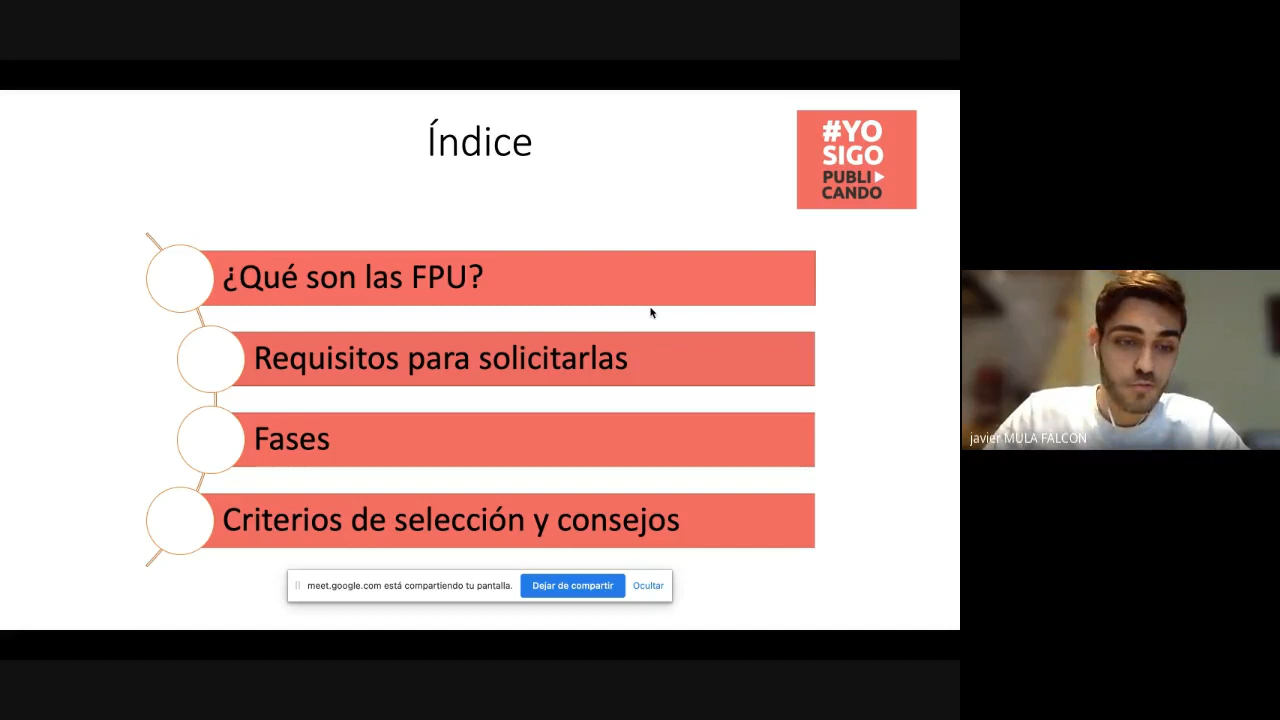 Índice
#YO
SIGO
PUBLI
CANDO
¿Qué son las FPU?
Requisitos para solicitarlas
Fases
Criterios de selección y consejos
meet.google.com está compartiendo tu pantalla.
Dejar de compartir
Ocultar
javier MULA FALCÓN